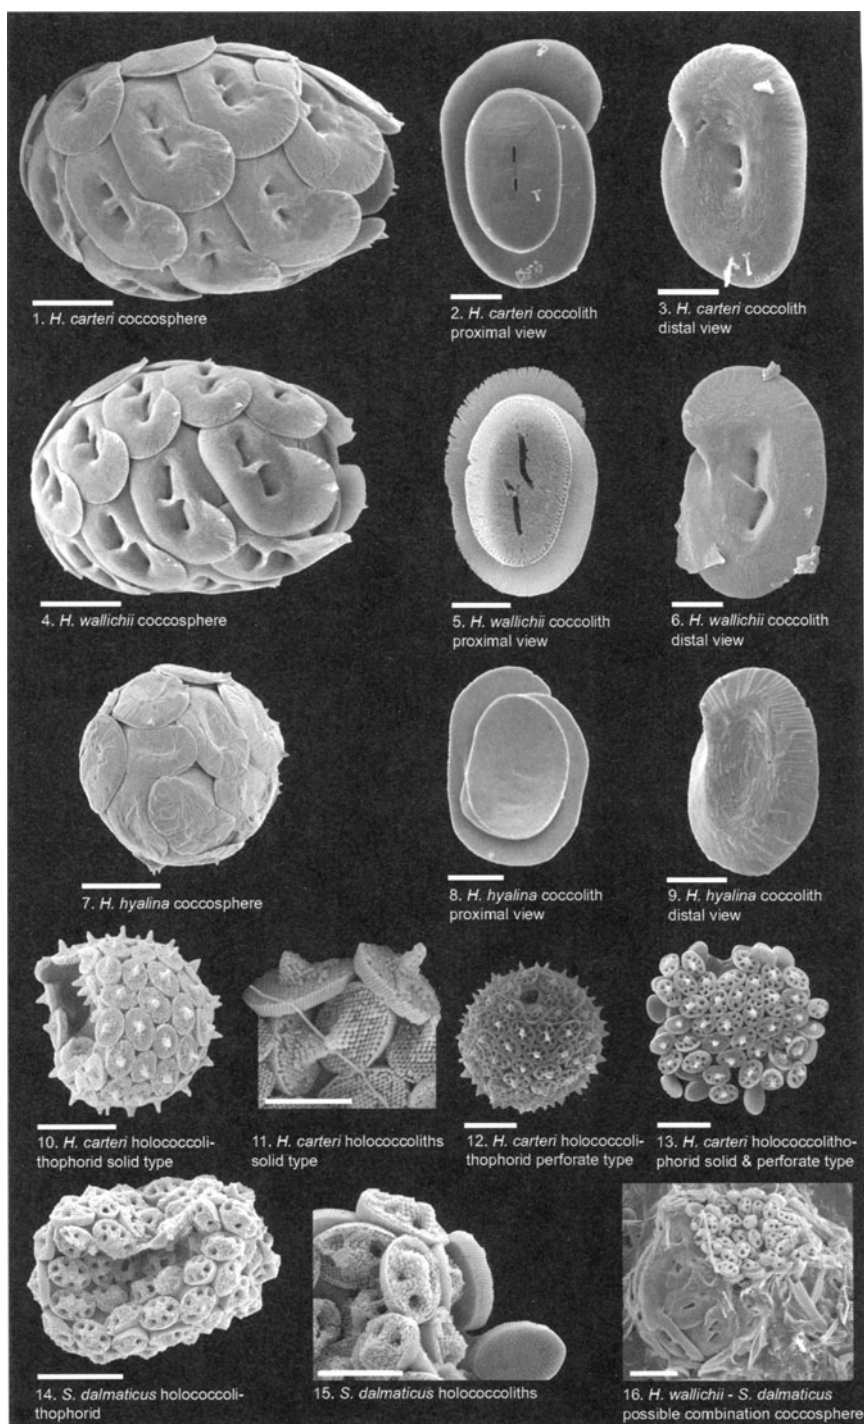 1. H. carteri coccosphere
2. H. carteri coccolith
proximal view
3. H. carteri coccolith
distal view
4. H. wallichii coccosphere
5. H. wallichii coccolith
proximal view
6. H. wallichii coccolith
distal view
7. H. hyalina coccosphere
8. H. hyalina coccolith
proximal view
9. H. hyalina coccolith
distal view
10. H. carteri holococcoli-
thophorid solid type
11. H. carteri holococcoliths
solid type
12. H. carteri holococcoli-
thophorid perforate type
13. H. carteri holococcolitho-
phorid solid & perforate type
14. S. dalmaticus holococcoli-
thophorid
15. S. dalmaticus holococcoliths
16. H. wallichii - S. dalmaticus
possible combination coccosphere